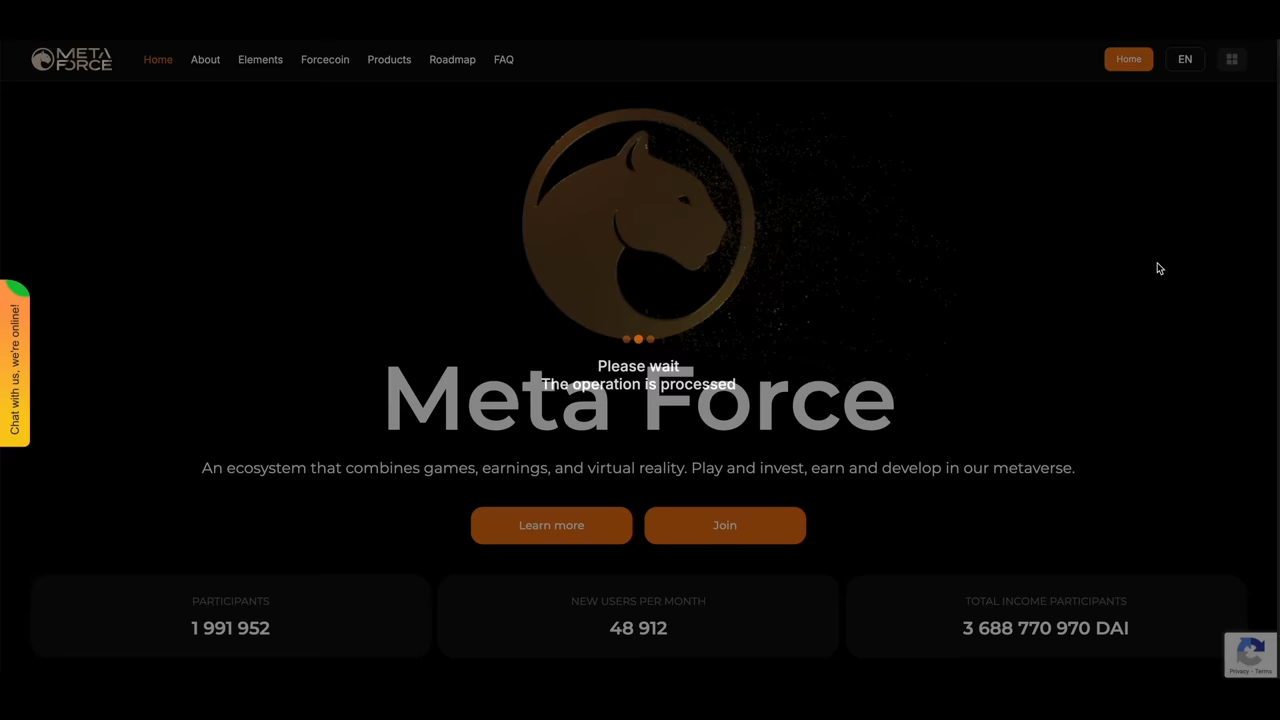 META
FORCE
Home
About
Elements
Forcecoin
Products
Roadmap
FAQ
Home
EN
Chat with us, we're online!
Please wait
The operation is processed
Meta Force
An ecosystem that combines games, earnings, and virtual reality. Play and invest, earn and develop in our metaverse.
Learn more
Join
PARTICIPANTS
1 991 952
NEW USERS PER MONTH
48 912
TOTAL INCOME PARTICIPANTS
3 688 770 970 DAI
Privacy - Terms